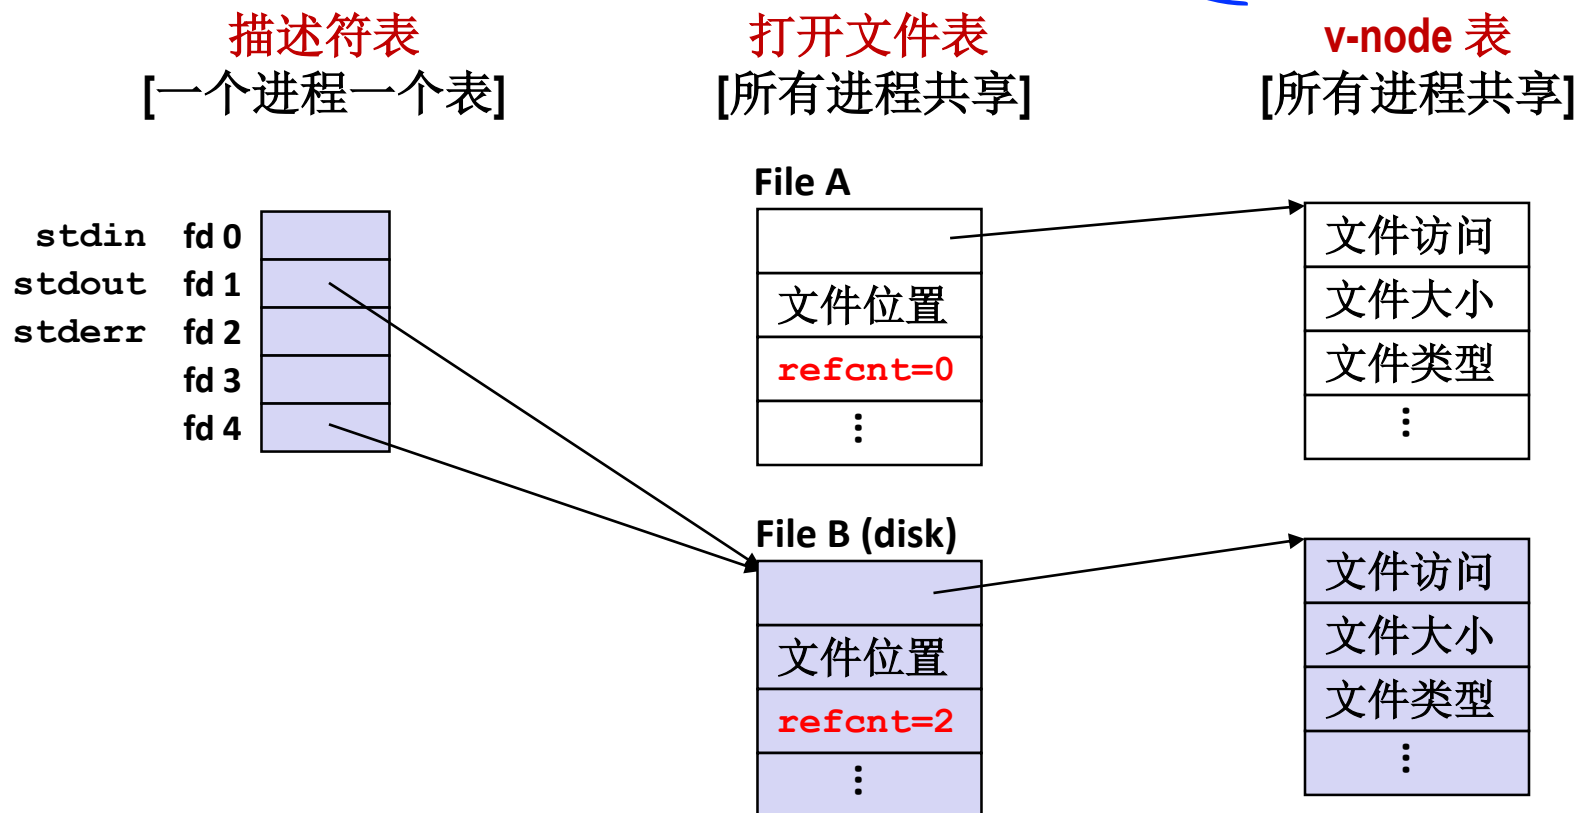 描述符表
[一个进程一个表]
打开文件表
[所有进程共享]
v-node 表
[所有进程共享]
stdin fd 0
stdout fd 1
stderr fd 2
fd 3
fd 4
File A
文件位置
refcnt=0
...
文件访问
文件大小
文件类型
...
File B (disk)
文件位置
refcnt=2
...
文件访问
文件大小
文件类型
...